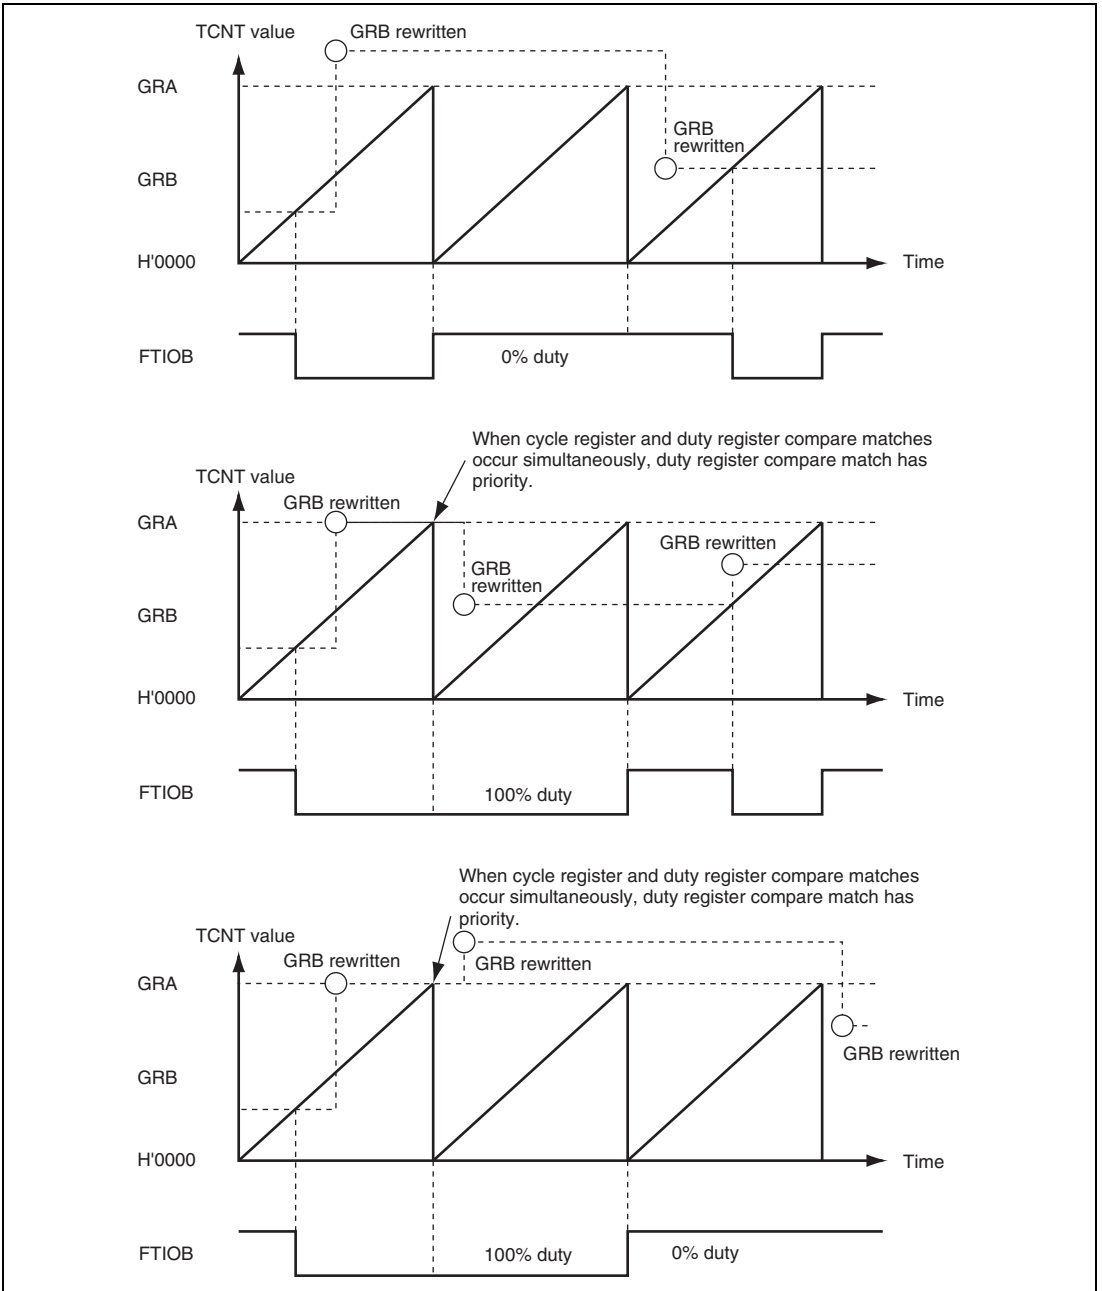 TCNT value
GRB rewritten
GRA
GRB
rewritten
GRB
H'0000
Time
FTIOB
0% duty
When cycle register and duty register compare matches
occur simultaneously, duty register compare match has
priority.
TCNT value
GRB rewritten
GRA
GRB rewritten
GRB
rewritten
GRB
H'0000
Time
FTIOB
100% duty
When cycle register and duty register compare matches
occur simultaneously, duty register compare match has
priority.
TCNT value
GRB rewritten
GRB rewritten
GRA
GRB rewritten
GRB
H'0000
Time
FTIOB
100% duty
0% duty